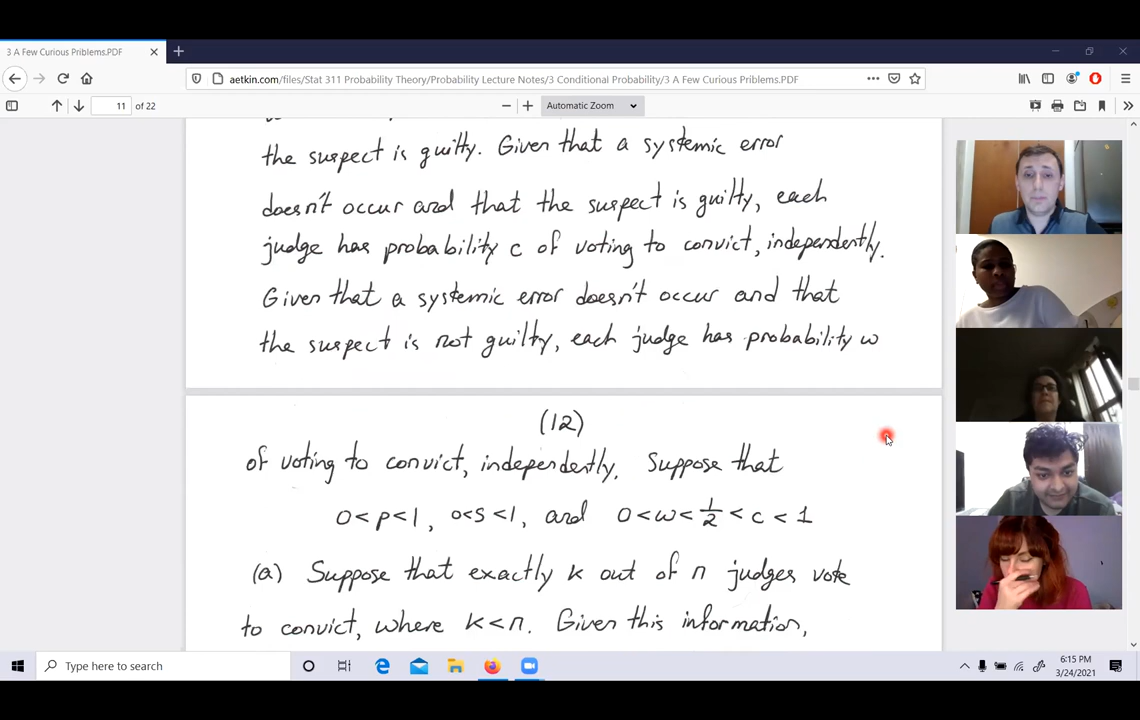 3 A Few Curious Priblems.PDF
aetkin.com/files/Stat 311 Probability Theory/Probability Lecture Notes/3 Conditional Probability/3 A Few Curious Priblems.PDF
11 of 22
Automatic Zoom
the suspect is guilty. Given that a systemic error
doesn't occur and that the suspect is guilty, each
judge has probability c of voting to convict, independently.
Given that a systemic error doesn't occur and that
the suspect is not guilty, each judge has probability w
(12)
of voting to convict, independently. Suppose that
0<p<1, 0<s<1, and 0<w<1/2<c<1
(a) Suppose that exactly k out of n judges vote
to convict, where k<n. Given this information,
Type here to search
6:15 PM
3/24/2021